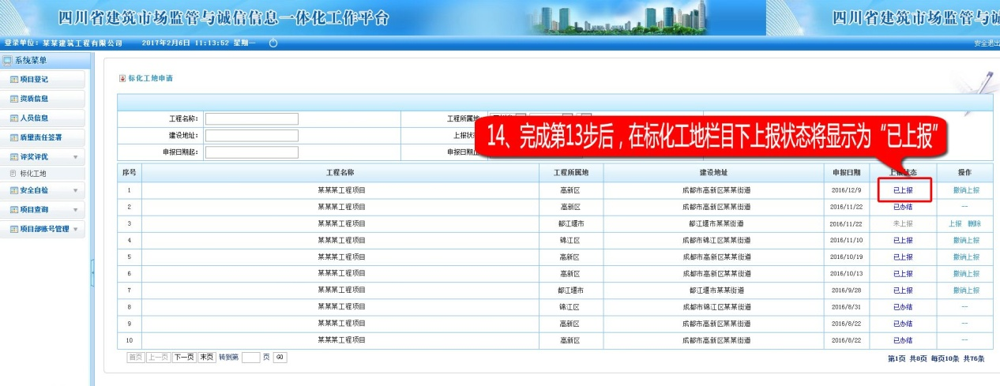 四川省建筑市场监管与诚信信息一体化工作平台
四川省建筑市场监管与诚
登录单位：某某建筑工程有限公司 2017年2月6日 11:13:52 星期一
安全退出
系统菜单
项目登记
资质信息
人员信息
质量责任签署
评奖评优
标化工地
安全自检
项目查询
项目部账号管理
标化工地申请
工程名称： 工程所属地
建设地址： 上报状
申报日期起： 申报日期
14、完成第13步后，在标化工地栏目下上报状态将显示为“已上报”
序号 工程名称 工程所属地 建设地址 申报日期 上报状态 操作
1 某某某工程项目 高新区 成都市高新区某某街道 2016/12/9 已上报 撤销上报
2 某某某工程项目 高新区 成都市高新区某某街道 2016/11/22 已办结 --
3 某某某工程项目 都江堰市 都江堰市某某街道 2016/11/22 未上报 上报 删除
4 某某某工程项目 锦江区 成都市锦江区某某街道 2016/11/10 已上报 撤销上报
5 某某某工程项目 高新区 成都市高新区某某街道 2016/10/19 已上报 撤销上报
6 某某某工程项目 高新区 成都市高新区某某街道 2016/10/13 已上报 撤销上报
7 某某某工程项目 都江堰市 都江堰市某某街道 2016/9/28 已上报 撤销上报
8 某某某工程项目 锦江区 成都市锦江区某某街道 2016/8/31 已办结 --
9 某某某工程项目 高新区 成都市高新区某某街道 2016/8/22 已办结 --
10 某某某工程项目 高新区 成都市高新区某某街道 2016/8/22 已办结 --
首页 上一页 下一页 末页 转到第 页 GO
第1页 共8页 每页10条 共76条